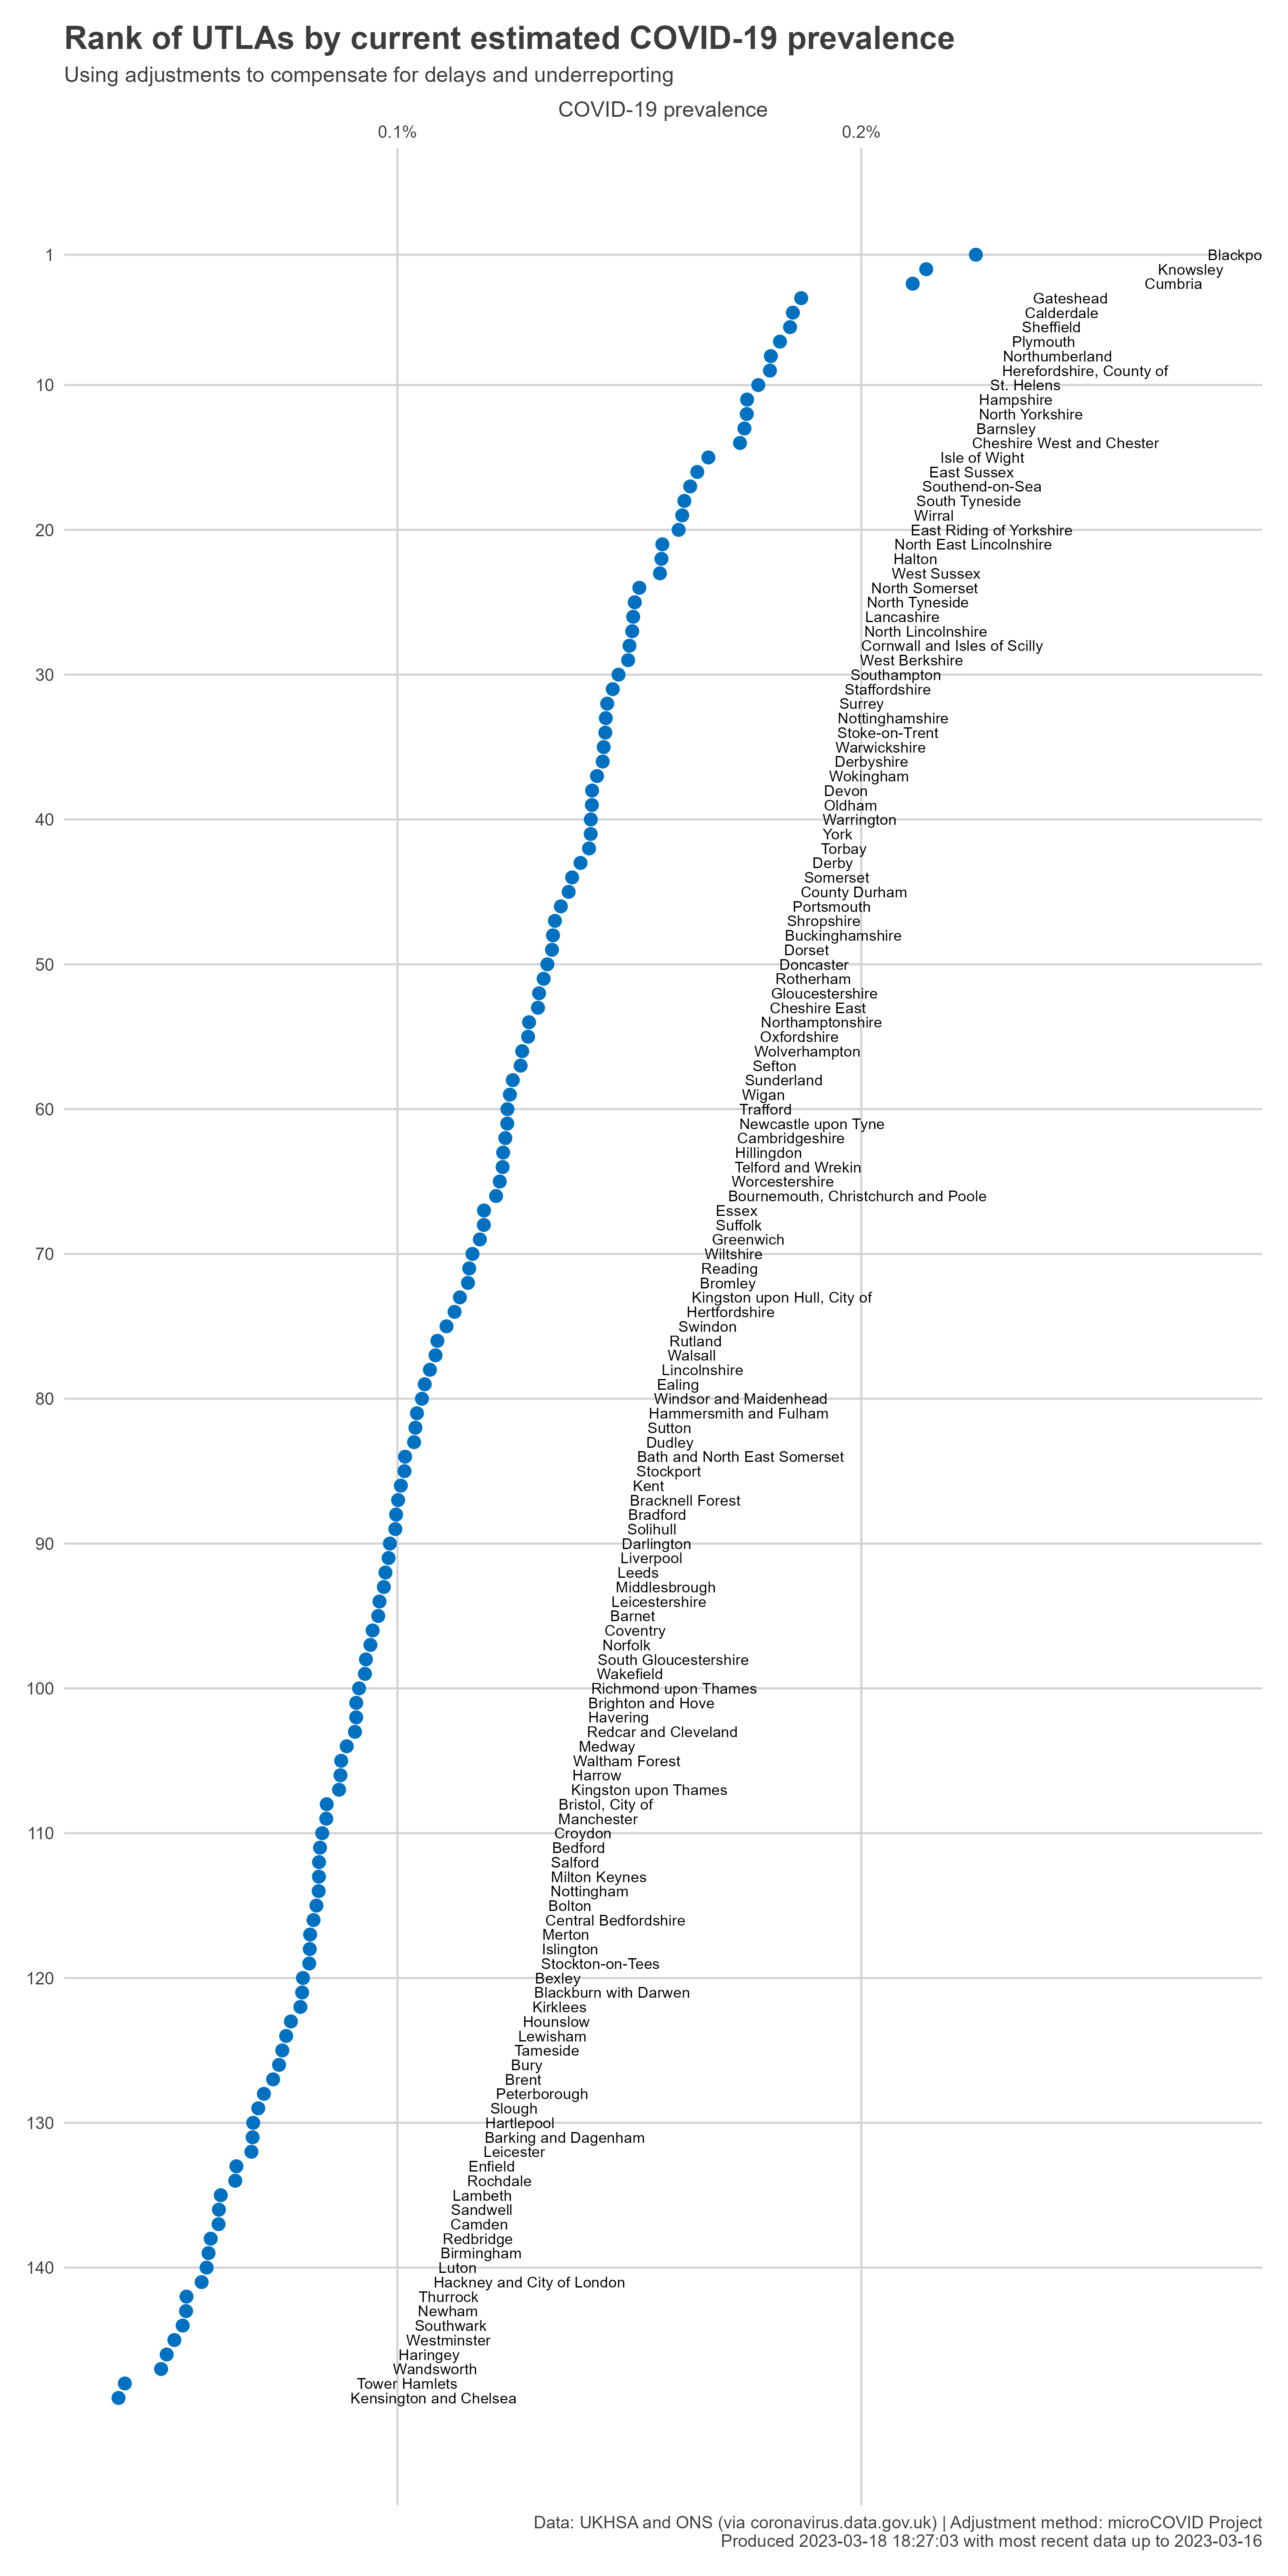 Rank of UTLAs by current estimated COVID-19 prevalence
Using adjustments to compensate for delays and underreporting
COVID-19 prevalence
0.1% 0.2%
1 Blackpo
Knowsley
Cumbria
Gateshead
Calderdale
Sheffield
Plymouth
Northumberland
Herefordshire, County of
10 St. Helens
Hampshire
North Yorkshire
Barnsley
Cheshire West and Chester
Isle of Wight
East Sussex
Southend-on-Sea
South Tyneside
Wirral
20 East Riding of Yorkshire
North East Lincolnshire
Halton
West Sussex
North Somerset
North Tyneside
Lancashire
North Lincolnshire
Cornwall and Isles of Scilly
West Berkshire
30 Southampton
Staffordshire
Surrey
Nottinghamshire
Stoke-on-Trent
Warwickshire
Derbyshire
Wokingham
Devon
Oldham
40 Warrington
York
Torbay
Derby
Somerset
County Durham
Portsmouth
Shropshire
Buckinghamshire
Dorset
50 Doncaster
Rotherham
Gloucestershire
Cheshire East
Northamptonshire
Oxfordshire
Wolverhampton
Sefton
Sunderland
Wigan
60 Trafford
Newcastle upon Tyne
Cambridgeshire
Hillingdon
Telford and Wrekin
Worcestershire
Bournemouth, Christchurch and Poole
Essex
Suffolk
Greenwich
70 Wiltshire
Reading
Bromley
Kingston upon Hull, City of
Hertfordshire
Swindon
Rutland
Walsall
Lincolnshire
Ealing
80 Windsor and Maidenhead
Hammersmith and Fulham
Sutton
Dudley
Bath and North East Somerset
Stockport
Kent
Bracknell Forest
Bradford
Solihull
90 Darlington
Liverpool
Leeds
Middlesbrough
Leicestershire
Barnet
Coventry
Norfolk
South Gloucestershire
Wakefield
100 Richmond upon Thames
Brighton and Hove
Havering
Redcar and Cleveland
Medway
Waltham Forest
Harrow
Kingston upon Thames
Bristol, City of
Manchester
110 Croydon
Bedford
Salford
Milton Keynes
Nottingham
Bolton
Central Bedfordshire
Merton
Islington
Stockton-on-Tees
120 Bexley
Blackburn with Darwen
Kirklees
Hounslow
Lewisham
Tameside
Bury
Brent
Peterborough
Slough
130 Hartlepool
Barking and Dagenham
Leicester
Enfield
Rochdale
Lambeth
Sandwell
Camden
Redbridge
Birmingham
140 Luton
Hackney and City of London
Thurrock
Newham
Southwark
Westminster
Haringey
Wandsworth
Tower Hamlets
Kensington and Chelsea
Data: UKHSA and ONS (via coronavirus.data.gov.uk) | Adjustment method: microCOVID Project
Produced 2023-03-18 18:27:03 with most recent data up to 2023-03-16